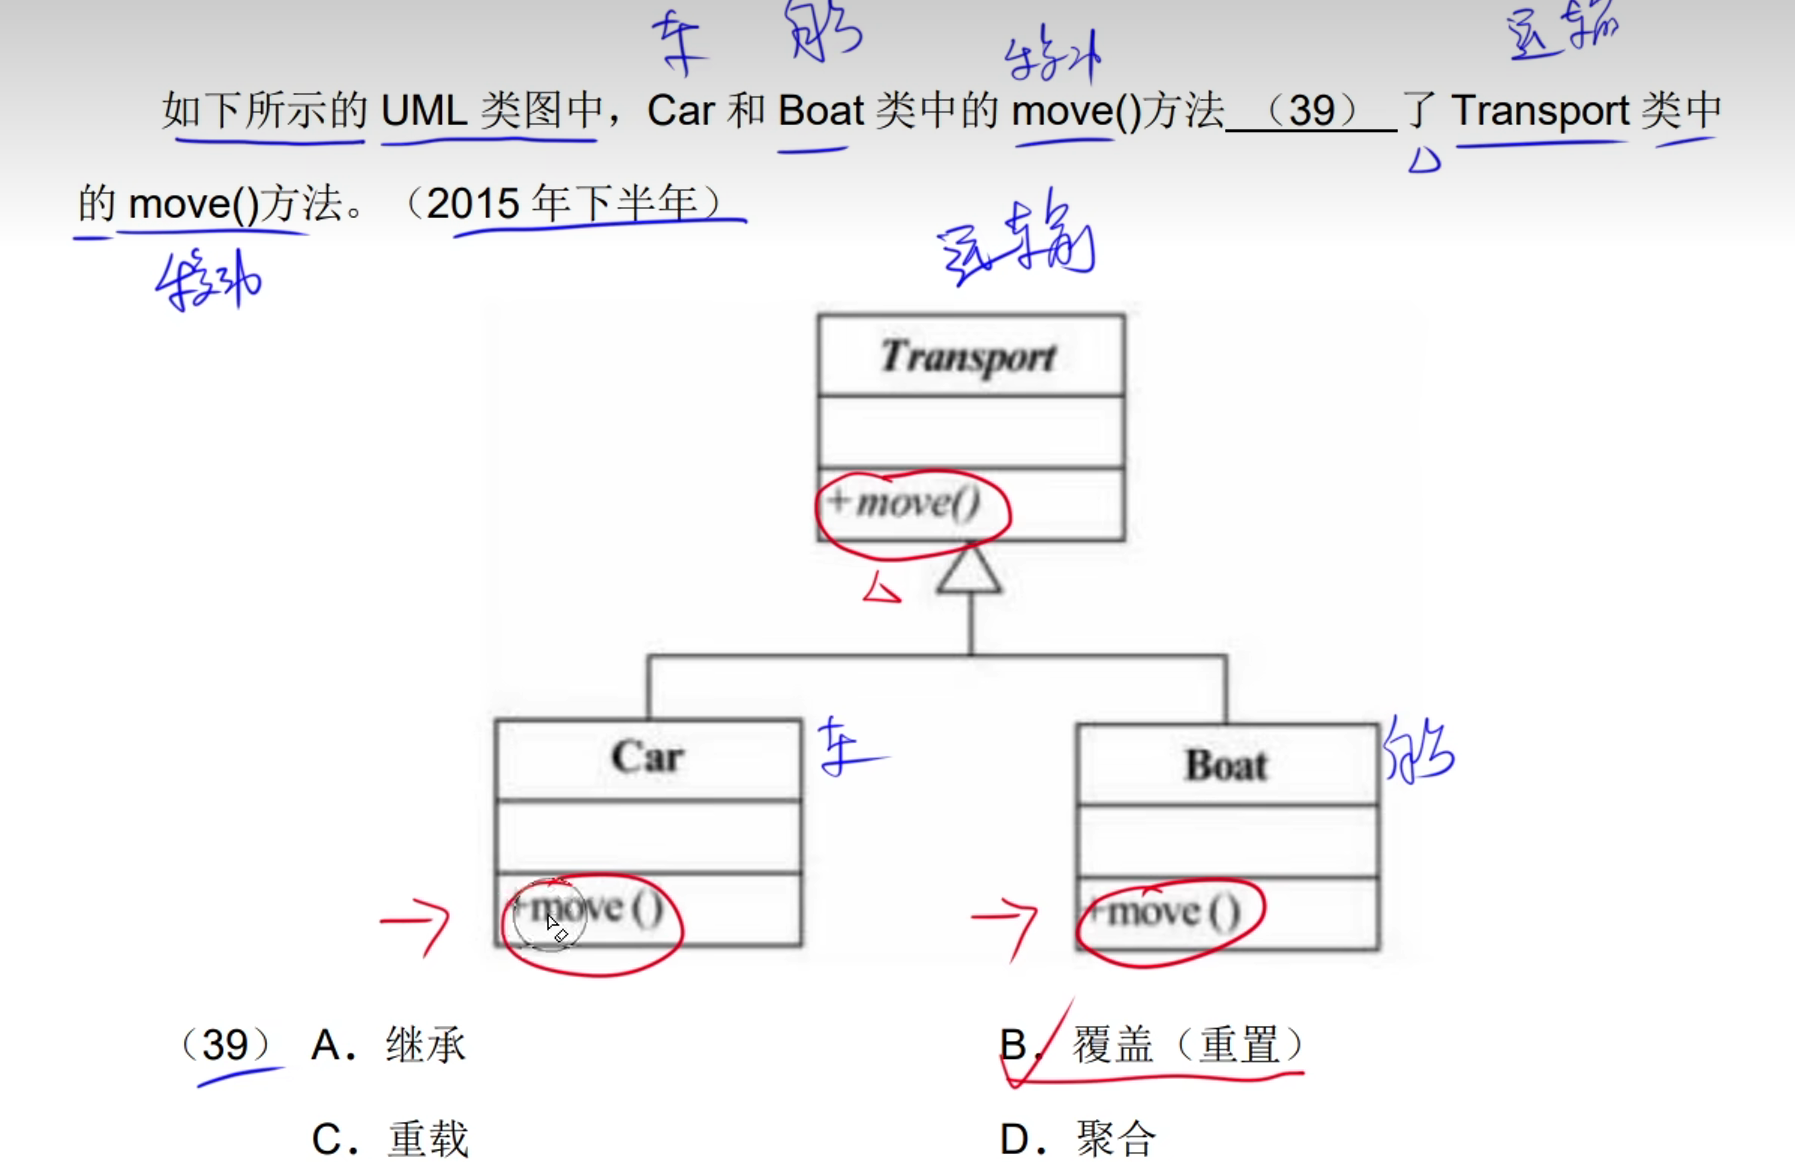 车 船 转移 运输
如下所示的 UML 类图中，Car 和 Boat 类中的 move()方法 （39） 了 Transport 类中
的 move()方法。（2015 年下半年）
运输
Transport
+move()
Car 车
Boat 船
+move()
+move()
（39） A． 继承 B． 覆盖（重置）
C． 重载 D． 聚合